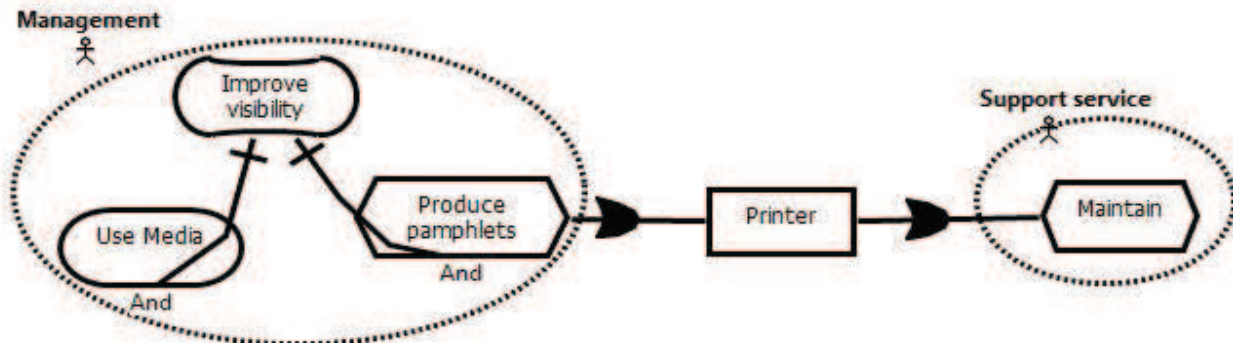 Management
Improve
visibility
Support service
Use Media
Produce
pamphlets
Printer
Maintain
And
And